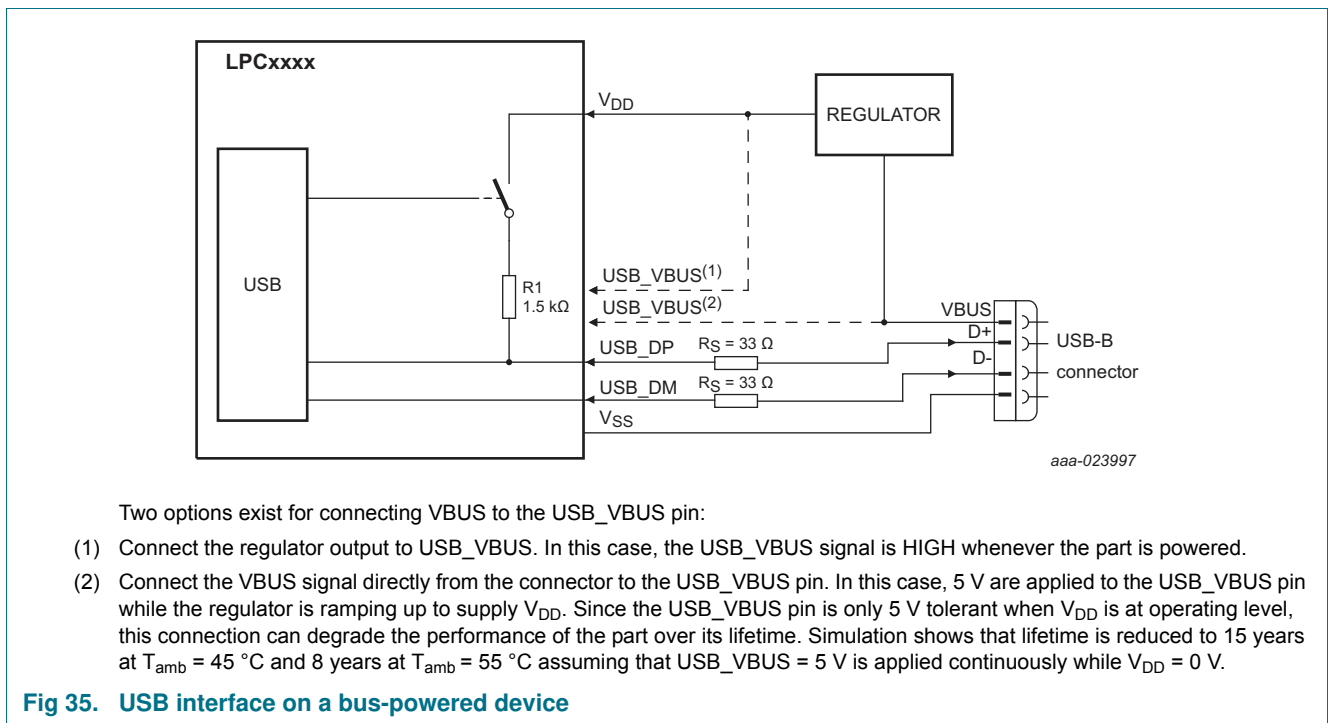 LPCxxxx
VDD
REGULATOR
USB
R1
1.5 kΩ
USB_VBUS(1)
USB_VBUS(2)
VBUS
D+
USB-B
USB_DP RS = 33 Ω
D-
connector
USB_DM RS = 33 Ω
VSS
aaa-023997
Two options exist for connecting VBUS to the USB_VBUS pin:
(1) Connect the regulator output to USB_VBUS. In this case, the USB_VBUS signal is HIGH whenever the part is powered.
(2) Connect the VBUS signal directly from the connector to the USB_VBUS pin. In this case, 5 V are applied to the USB_VBUS pin
while the regulator is ramping up to supply VDD. Since the USB_VBUS pin is only 5 V tolerant when VDD is at operating level,
this connection can degrade the performance of the part over its lifetime. Simulation shows that lifetime is reduced to 15 years
at Tamb = 45 °C and 8 years at Tamb = 55 °C assuming that USB_VBUS = 5 V is applied continuously while VDD = 0 V.
Fig 35. USB interface on a bus-powered device